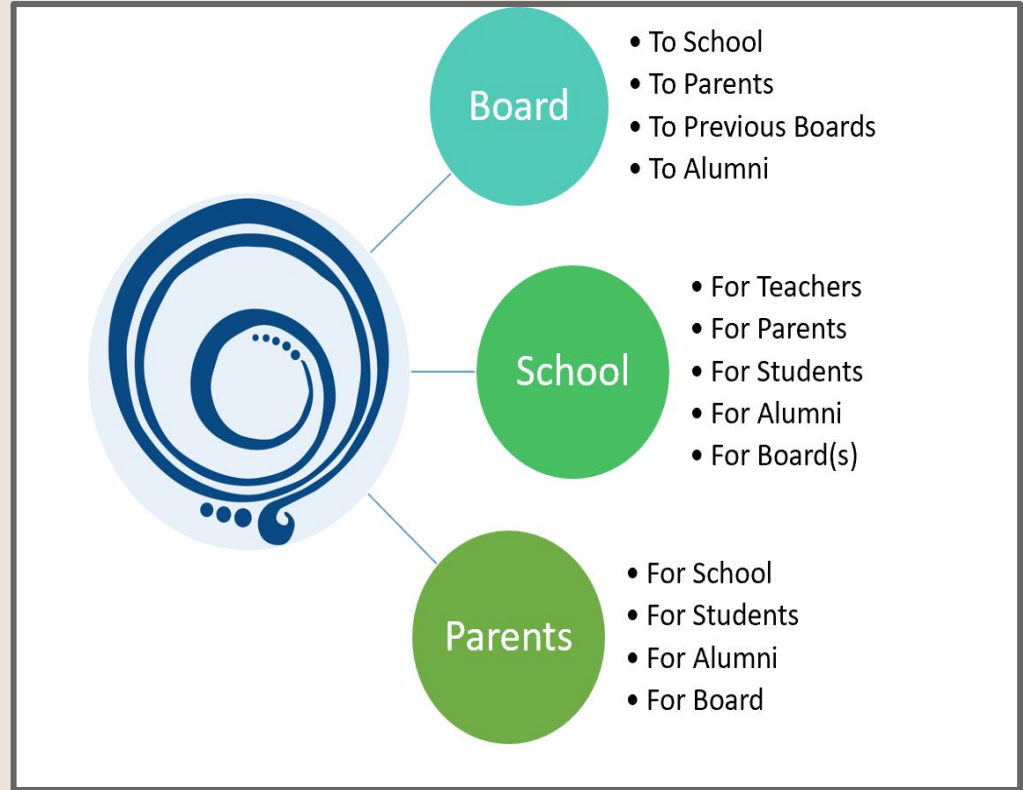 Board
• To School
• To Parents
• To Previous Boards
• To Alumni
School
• For Teachers
• For Parents
• For Students
• For Alumni
• For Board(s)
Parents
• For School
• For Students
• For Alumni
• For Board